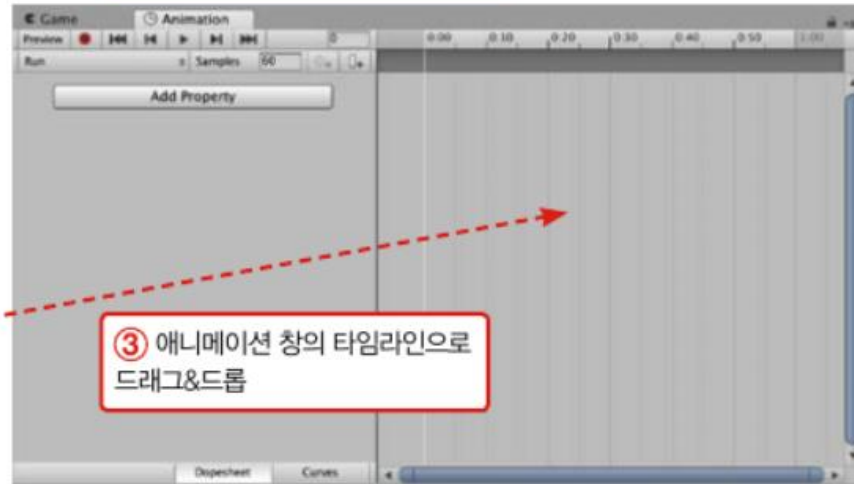 Game Animation
Preview 0 0:00 0:10 0:20 0:30 0:40 0:50 1:00
Run Samples 60
Add Property
③ 애니메이션 창의 타임라인으로
드래그&드롭
Dopesheet Curves